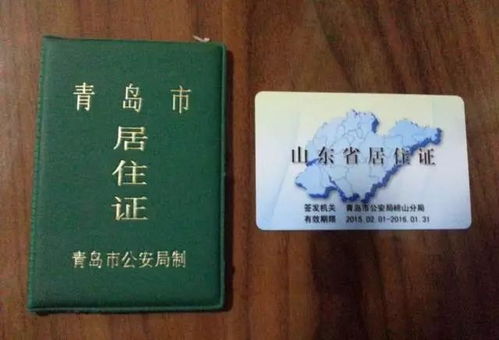 青岛市
居住证
青岛市公安局制
山东省居住证
签发机关 青岛市公安局崂山分局
有效期限 2015.02.01-2016.01.31